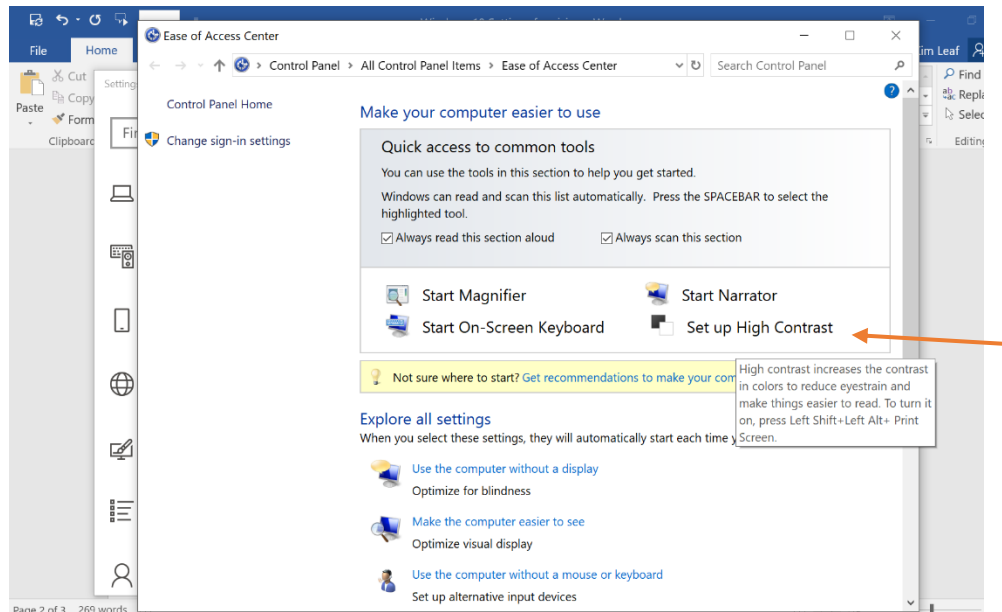 File Home
Cut
Copy
Paste
Clipboard
Settings
Ease of Access Center
Control Panel > All Control Panel Items > Ease of Access Center
Search Control Panel
Leaf
Find
Editing
Control Panel Home
Change sign-in settings
Make your computer easier to use
Quick access to common tools
You can use the tools in this section to help you get started.
Windows can read and scan this list automatically. Press the SPACEBAR to select the
highlighted tool.
Always read this section aloud Always scan this section
Start Magnifier Start Narrator
Start On-Screen Keyboard Set up High Contrast
Not sure where to start? Get recommendations to make your com
High contrast increases the contrast
in colors to reduce eyestrain and
make things easier to read. To turn it
on, press Left Shift+Left Alt+ Print
Screen.
Explore all settings
When you select these settings, they will automatically start each time
Use the computer without a display
Optimize for blindness
Make the computer easier to see
Optimize visual display
Use the computer without a mouse or keyboard
Set up alternative input devices
Page 2 of 3 269 words